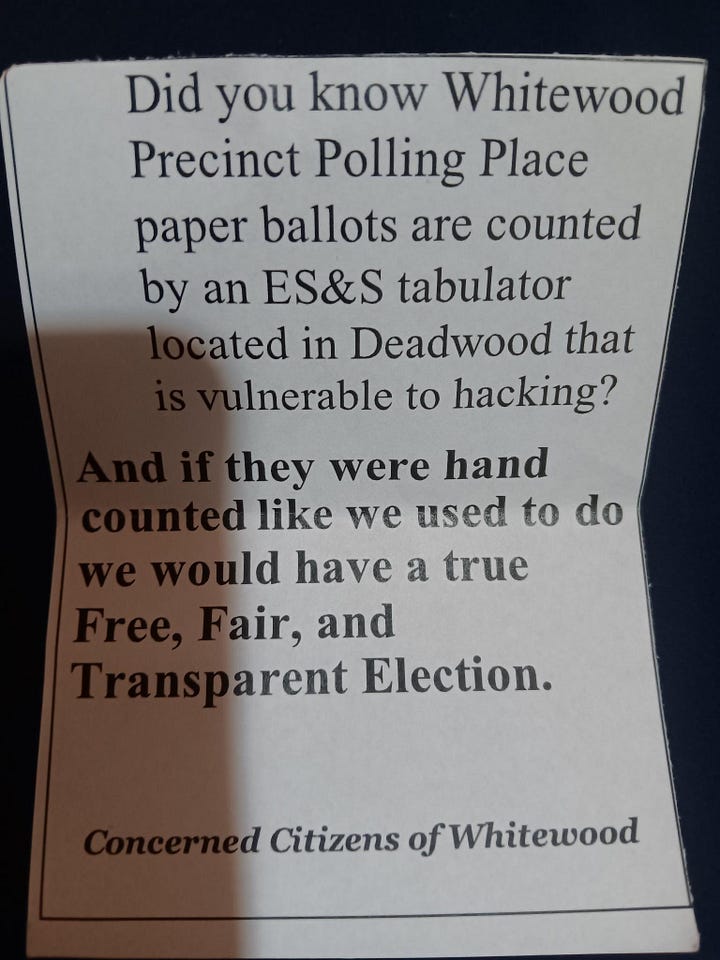 Did you know Whitewood
Precinct Polling Place
paper ballots are counted
by an ES&S tabulator
located in Deadwood that
is vulnerable to hacking?
And if they were hand
counted like we used to do
we would have a true
Free, Fair, and
Transparent Election.
Concerned Citizens of Whitewood